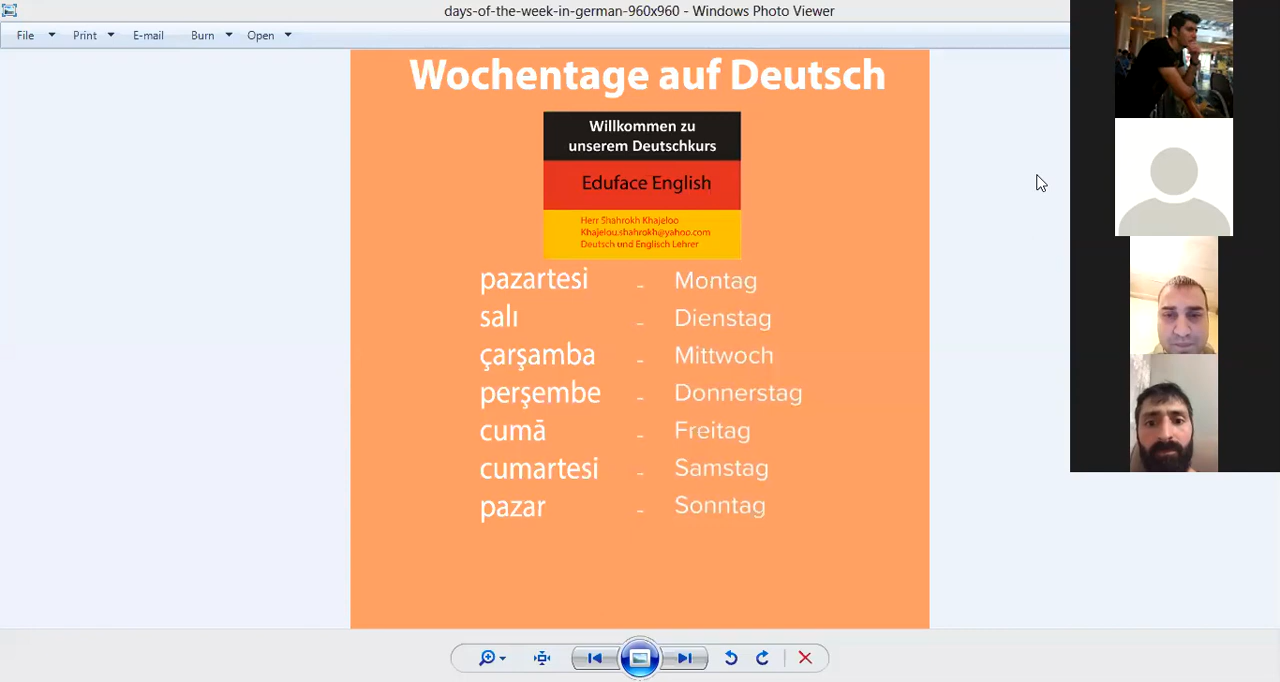 days-of-the-week-in-german-960x960 - Windows Photo Viewer
File Print E-mail Burn Open
Wochentage auf Deutsch
Willkommen zu
unserem Deutschkurs
Eduface English
Herr Shahrokh Khajeloo
Khajelou.shahrokh@yahoo.com
Deutsch und Englisch Lehrer
pazartesi - Montag
salı - Dienstag
çarşamba - Mittwoch
perşembe - Donnerstag
cumā - Freitag
cumartesi - Samstag
pazar - Sonntag